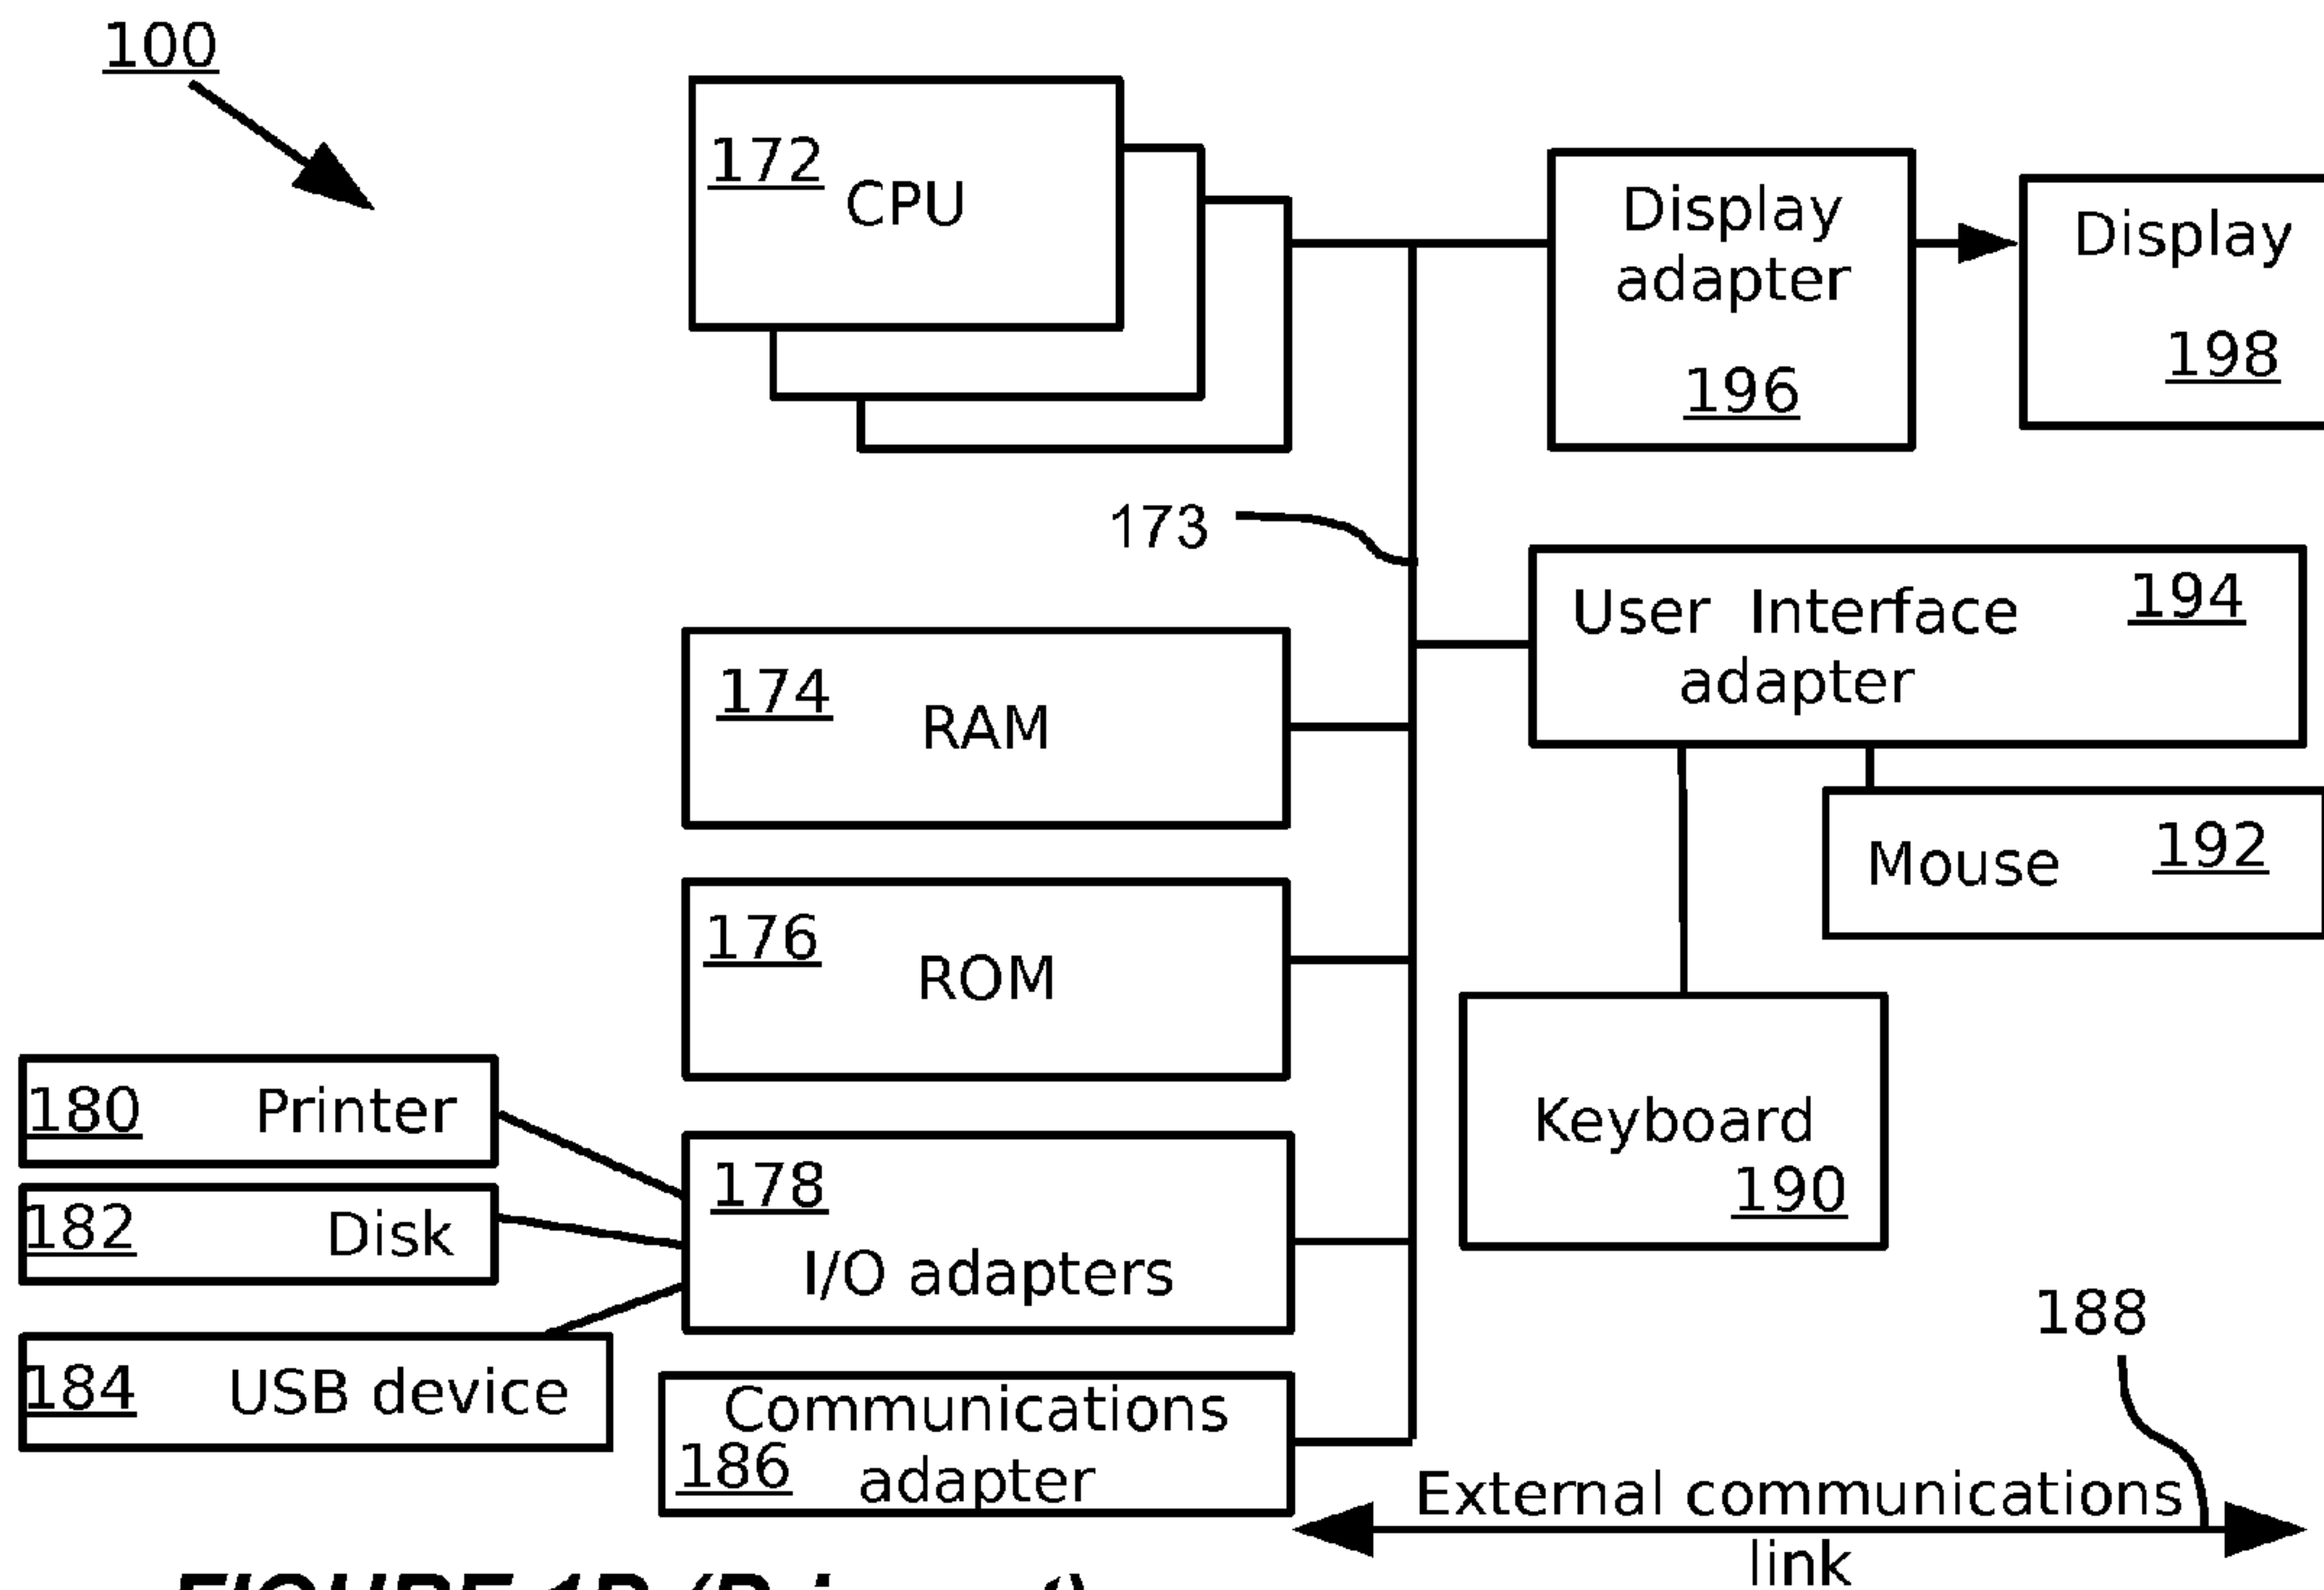 100
172
CPU
Display
adapter
196
Display
198
173
User Interface
adapter
194
174
RAM
Mouse
192
176
ROM
Keyboard
190
180 Printer
182 Disk
184 USB device
178
I/O adapters
Communications
adapter
186
188
External communications
link